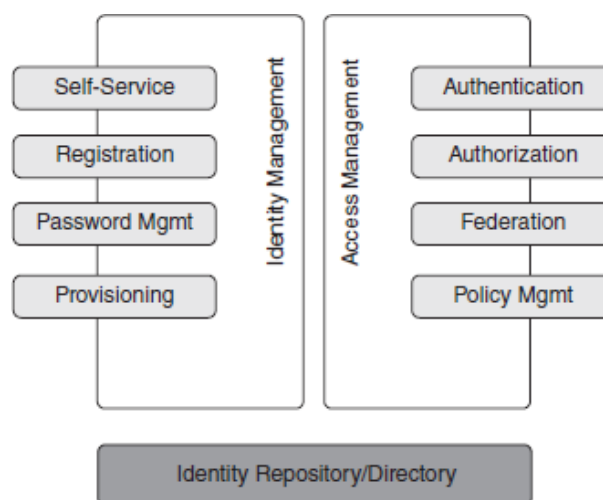 Self-Service
Registration
Password Mgmt
Provisioning
Identity Management
Access Management
Authentication
Authorization
Federation
Policy Mgmt
Identity Repository/Directory